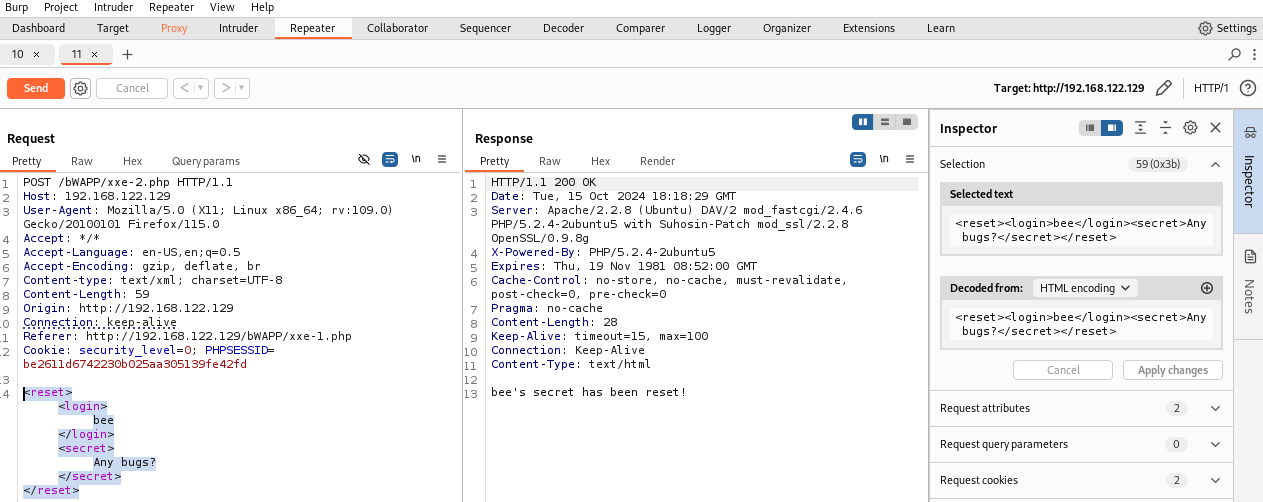 Burp Project Intruder Repeater View Help
Dashboard Target Proxy Intruder Repeater Collaborator Sequencer Decoder Comparer Logger Organizer Extensions Learn Settings
10 × 11 × +
Send Cancel < > Target: http://192.168.122.129 HTTP/1 ?
Request
Pretty Raw Hex Query params \n
1 POST /bWAPP/xxe-2.php HTTP/1.1
2 Host: 192.168.122.129
3 User-Agent: Mozilla/5.0 (X11; Linux x86_64; rv:109.0)
Gecko/20100101 Firefox/115.0
4 Accept: */*
5 Accept-Language: en-US,en;q=0.5
6 Accept-Encoding: gzip, deflate, br
7 Content-type: text/xml; charset=UTF-8
8 Content-Length: 59
9 Origin: http://192.168.122.129
10 Connection: keep-alive
11 Referer: http://192.168.122.129/bWAPP/xxe-1.php
12 Cookie: security_level=0; PHPSESSID=
be2611d6742230b025aa305139fe42fd
13
14 <reset>
<login>
bee
</login>
<secret>
Any bugs?
</secret>
</reset>
Response
Pretty Raw Hex Render \n
1 HTTP/1.1 200 OK
2 Date: Tue, 15 Oct 2024 18:18:29 GMT
3 Server: Apache/2.2.8 (Ubuntu) DAV/2 mod_fastcgi/2.4.6
PHP/5.2.4-2ubuntu5 with Suhosin-Patch mod_ssl/2.2.8
OpenSSL/0.9.8g
4 X-Powered-By: PHP/5.2.4-2ubuntu5
5 Expires: Thu, 19 Nov 1981 08:52:00 GMT
6 Cache-Control: no-store, no-cache, must-revalidate,
post-check=0, pre-check=0
7 Pragma: no-cache
8 Content-Length: 28
9 Keep-Alive: timeout=15, max=100
10 Connection: Keep-Alive
11 Content-Type: text/html
12
13 bee's secret has been reset!
Inspector
Selection 59 (0x3b)
Selected text
<reset><login>bee</login><secret>Any
bugs?</secret></reset>
Decoded from: HTML encoding
<reset><login>bee</login><secret>Any
bugs?</secret></reset>
Cancel Apply changes
Request attributes 2
Request query parameters 0
Request cookies 2
Inspector
Notes